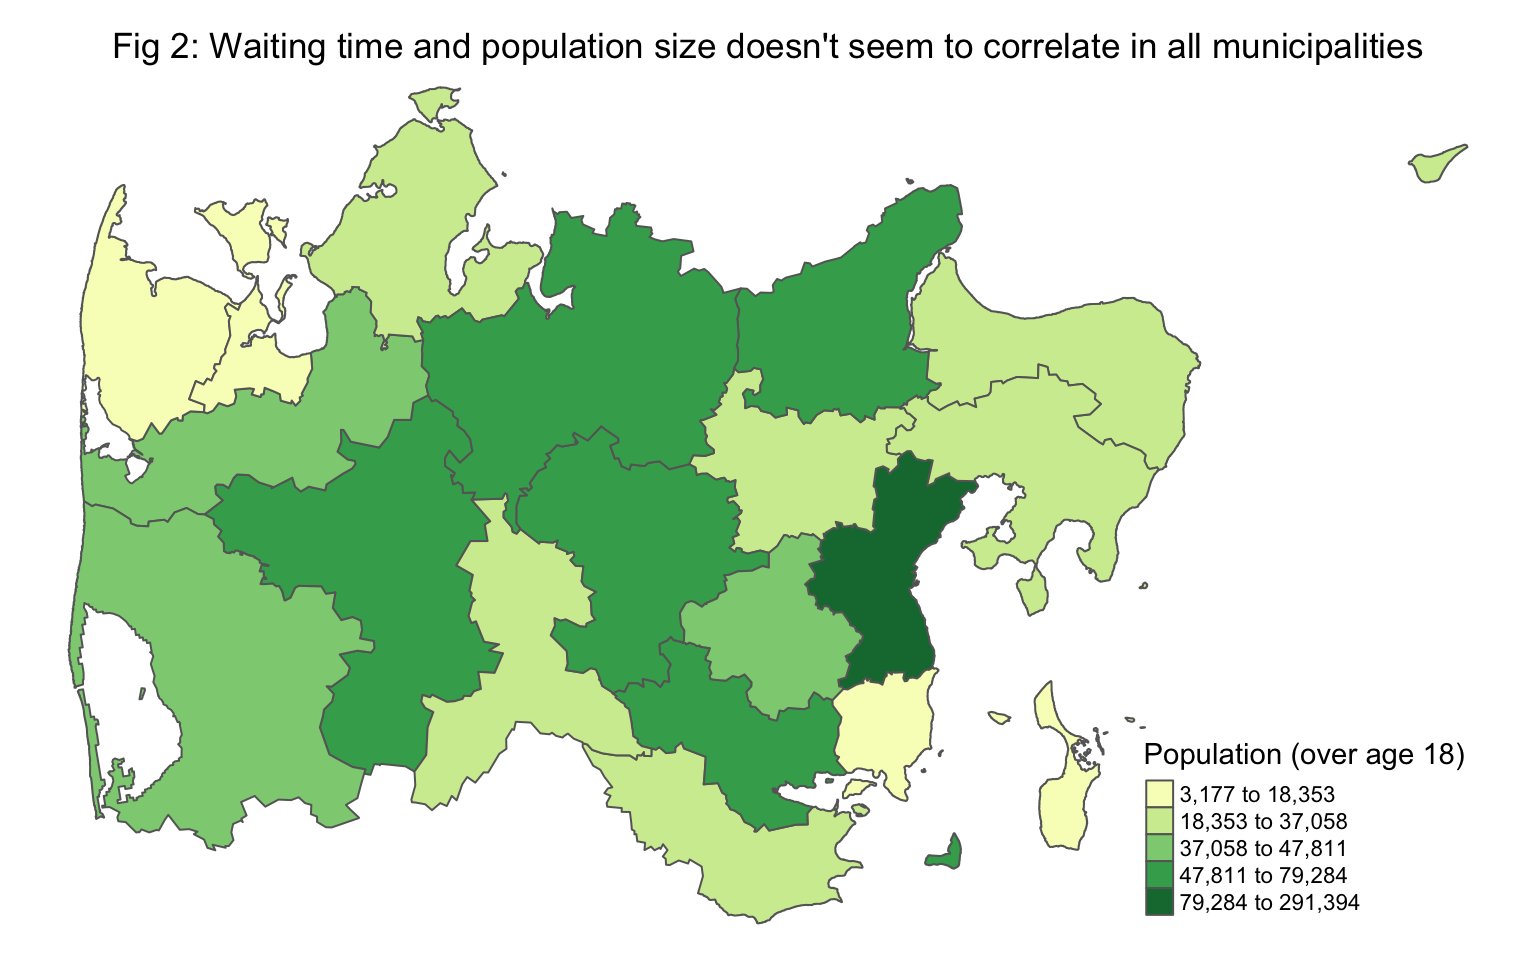 Fig 2: Waiting time and population size doesn't seem to correlate in all municipalities
Population (over age 18)
3,177 to 18,353
18,353 to 37,058
37,058 to 47,811
47,811 to 79,284
79,284 to 291,394